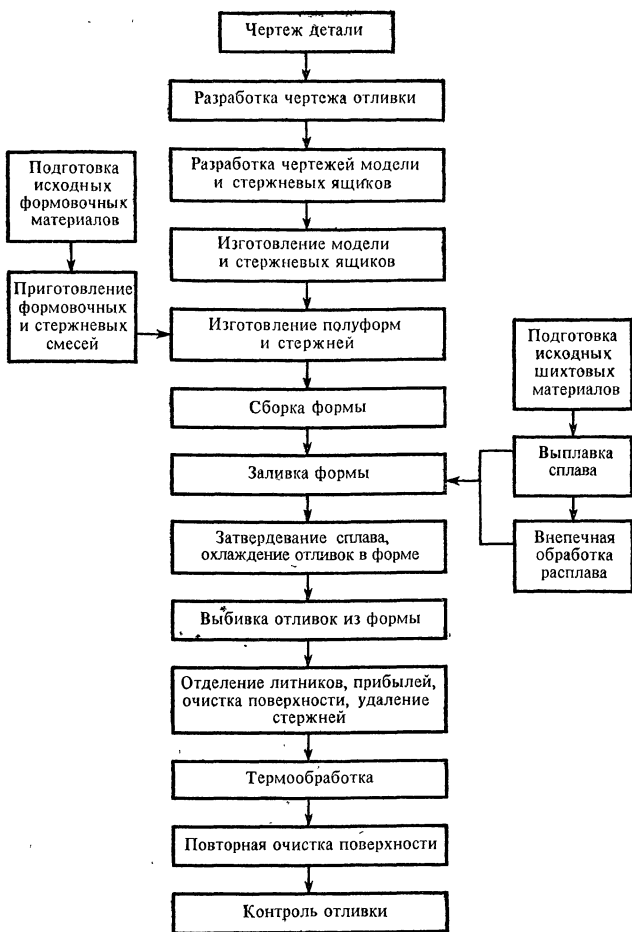 Чертеж детали
Разработка чертежа отливки
Разработка чертежей модели
и стержневых ящиков
Подготовка
исходных
формовочных
материалов
Изготовление модели
и стержневых ящиков
Приготовление
формовочных
и стержневых
смесей
Изготовление полуформ
и стержней
Подготовка
исходных
шихтовых
материалов
Сборка формы
Выплавка
сплава
Заливка формы
Внепечная
обработка
расплава
Затвердевание сплава,
охлаждение отливок в форме
Выбивка отливок из формы
Отделение литников, прибылей,
очистка поверхности, удаление
стержней
Термообработка
Повторная очистка поверхности
Контроль отливки